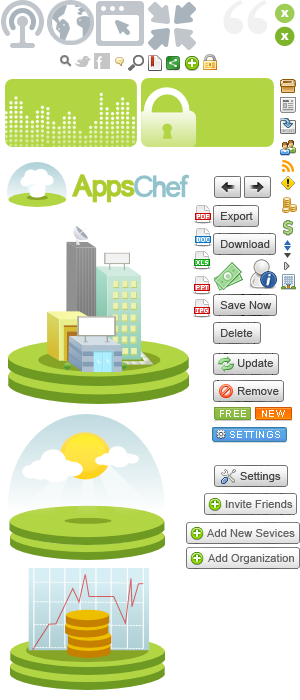 AppsChef
PDF
Export
DOC
Download
XLS
PPT
JPG
Save Now
Delete
Update
Remove
FREE
NEW
SETTINGS
Settings
Invite Friends
Add New Sevices
Add Organization